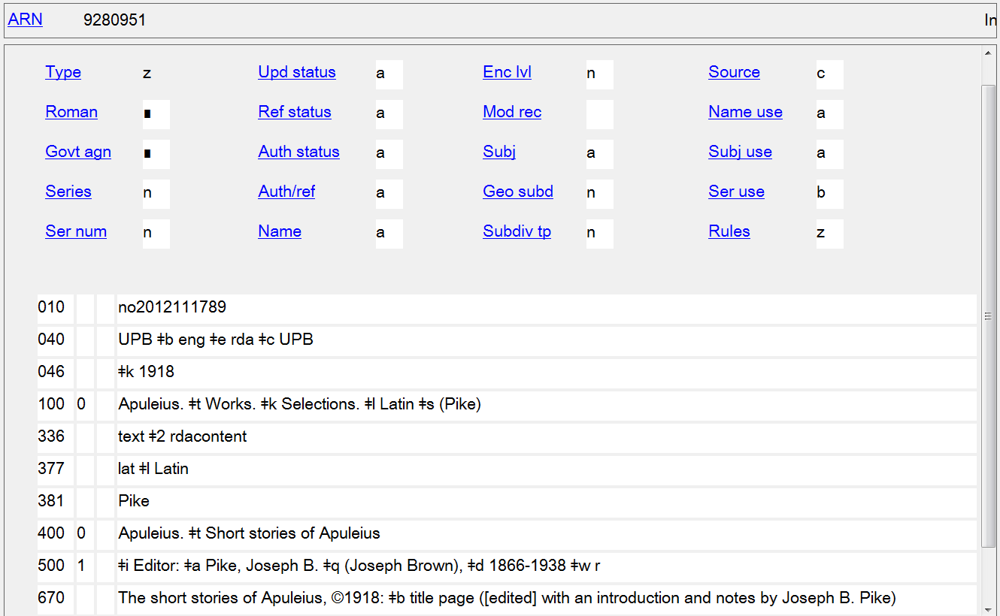 ARN 9280951 In
Type z Upd status a Enc lvl n Source c
Roman ■ Ref status a Mod rec Name use a
Govt agn ■ Auth status a Subj a Subj use a
Series n Auth/ref a Geo subd n Ser use b
Ser num n Name a Subdiv tp n Rules z
010 no2012111789
040 UPB ǂb eng ǂe rda ǂc UPB
046 ǂk 1918
100 0 Apuleius. ǂt Works. ǂk Selections. ǂl Latin ǂs (Pike)
336 text ǂ2 rdacontent
377 lat ǂl Latin
381 Pike
400 0 Apuleius. ǂt Short stories of Apuleius
500 1 ǂi Editor: ǂa Pike, Joseph B. ǂq (Joseph Brown), ǂd 1866-1938 ǂw r
670 The short stories of Apuleius, ©1918: ǂb title page ([edited] with an introduction and notes by Joseph B. Pike)